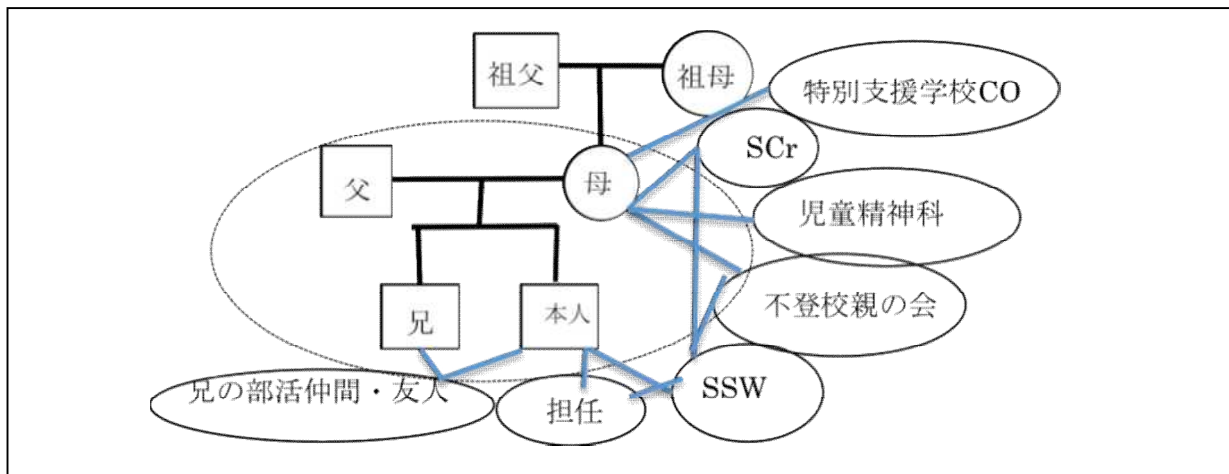 祖父
祖母
特別支援学校CO
SCr
父
母
児童精神科
兄
本人
不登校親の会
兄の部活仲間・友人
担任
SSW